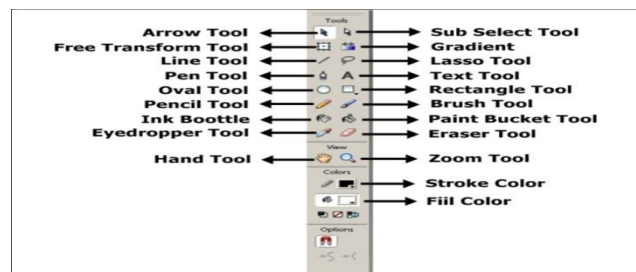 Tools
Arrow Tool Sub Select Tool
Free Transform Tool Gradient
Line Tool Lasso Tool
Pen Tool Text Tool
Oval Tool Rectangle Tool
Pencil Tool Brush Tool
Ink Boottle Paint Bucket Tool
Eyedropper Tool Eraser Tool
View
Hand Tool Zoom Tool
Colors
Stroke Color
Fiil Color
Options